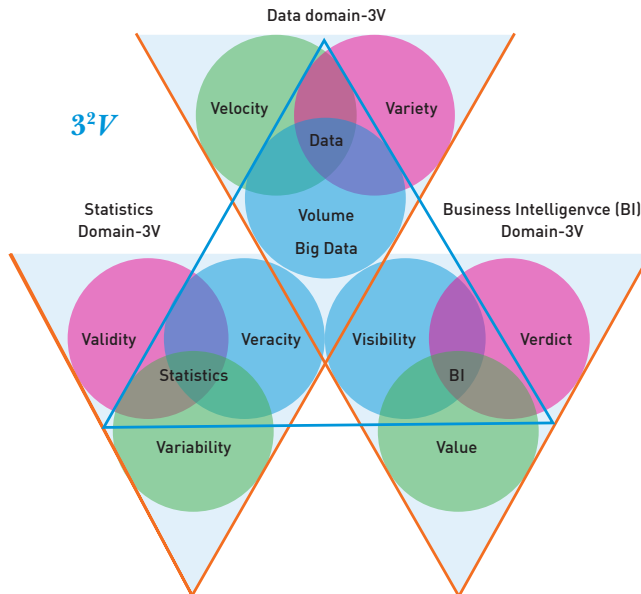 Data domain-3V
Velocity
Variety
3²V
Data
Volume
Big Data
Statistics
Domain-3V
Business Intelligenvce (BI)
Domain-3V
Validity
Veracity
Visibility
Verdict
Statistics
BI
Variability
Value